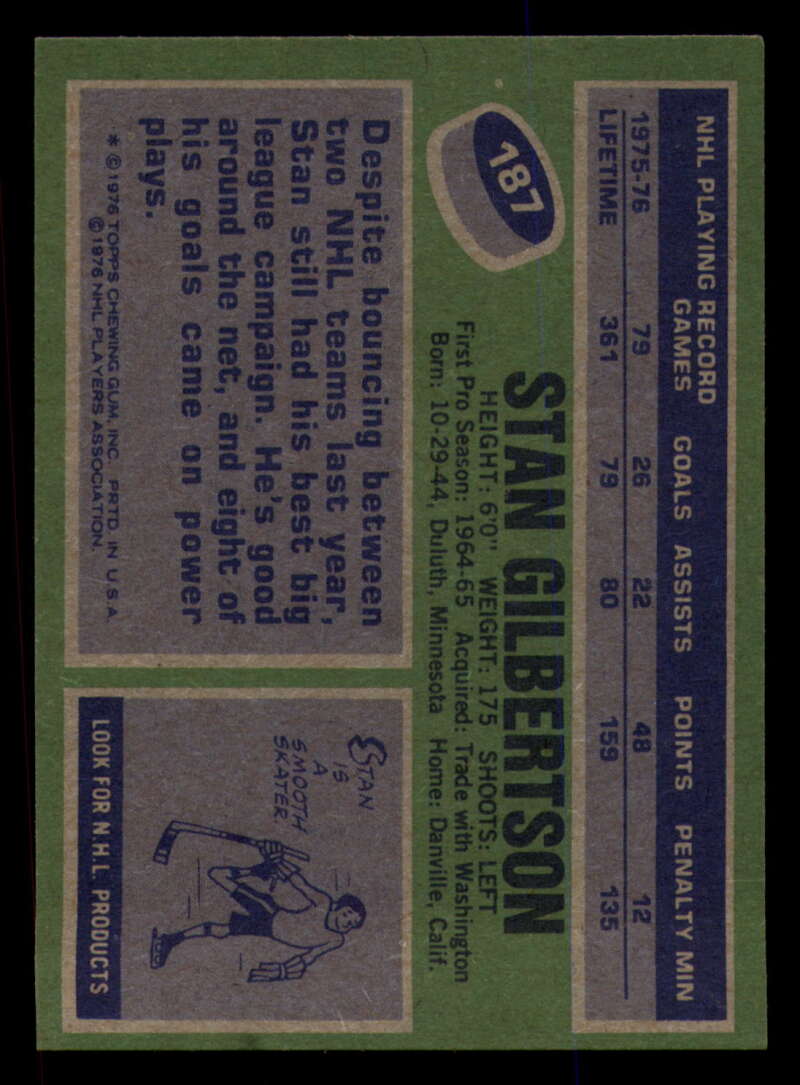 NHL PLAYING RECORD
GAMES GOALS ASSISTS POINTS PENALTY MIN
1975-76 79 26 22 48 12
LIFETIME 361 79 80 159 135
187
STAN GILBERTSON
HEIGHT: 6'0" WEIGHT: 175 SHOOTS: LEFT
First Pro Season: 1964-65 Acquired: Trade with Washington
Born: 10-29-44, Duluth, Minnesota Home: Danville, Calif.
Despite bouncing between
two NHL teams last year,
Stan still had his best big
league campaign. He's good
around the net, and eight of
his goals came on power
plays.
* © 1976 TOPPS CHEWING GUM, INC. PRTD. IN U.S.A.
© 1976 NHL PLAYERS ASSOCIATION.
STAN
IS
A
SMOOTH
SKATER
LOOK FOR N.H.L. PRODUCTS